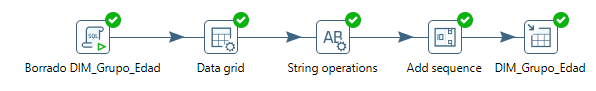 SQL
AB
Borrado DIM_Grupo_Edad
Data grid
String operations
Add sequence
DIM_Grupo_Edad